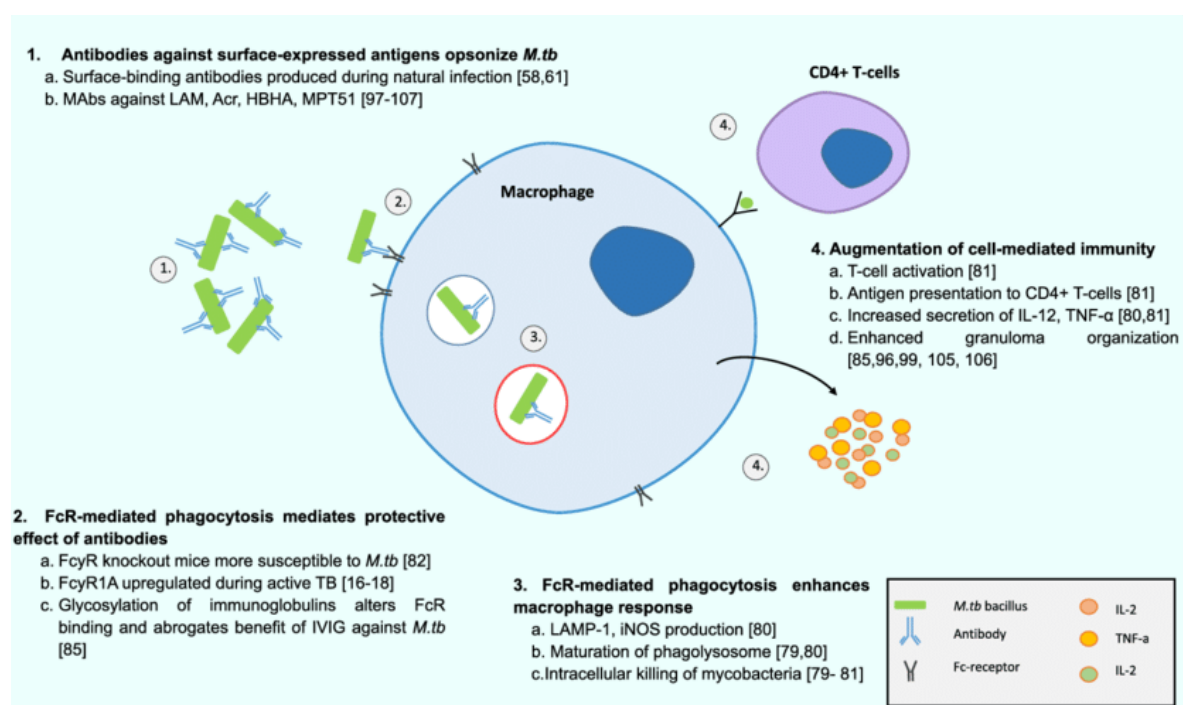 1. Antibodies against surface-expressed antigens opsonize M.tb
a. Surface-binding antibodies produced during natural infection [58,61]
b. MAbs against LAM, Acr, HBHA, MPT51 [97-107]
CD4+ T-cells
4.
Macrophage
2.
1.
3.
4. Augmentation of cell-mediated immunity
a. T-cell activation [81]
b. Antigen presentation to CD4+ T-cells [81]
c. Increased secretion of IL-12, TNF-α [80,81]
d. Enhanced granuloma organization
[85,96,99, 105, 106]
4.
2. FcR-mediated phagocytosis mediates protective
effect of antibodies
a. FcyR knockout mice more susceptible to M.tb [82]
b. FcyR1A upregulated during active TB [16-18]
c. Glycosylation of immunoglobulins alters FcR
binding and abrogates benefit of IVIG against M.tb
[85]
3. FcR-mediated phagocytosis enhances
macrophage response
a. LAMP-1, iNOS production [80]
b. Maturation of phagolysosome [79,80]
c.Intracellular killing of mycobacteria [79- 81]
M.tb bacillus
Antibody
Fc-receptor
IL-2
TNF-a
IL-2